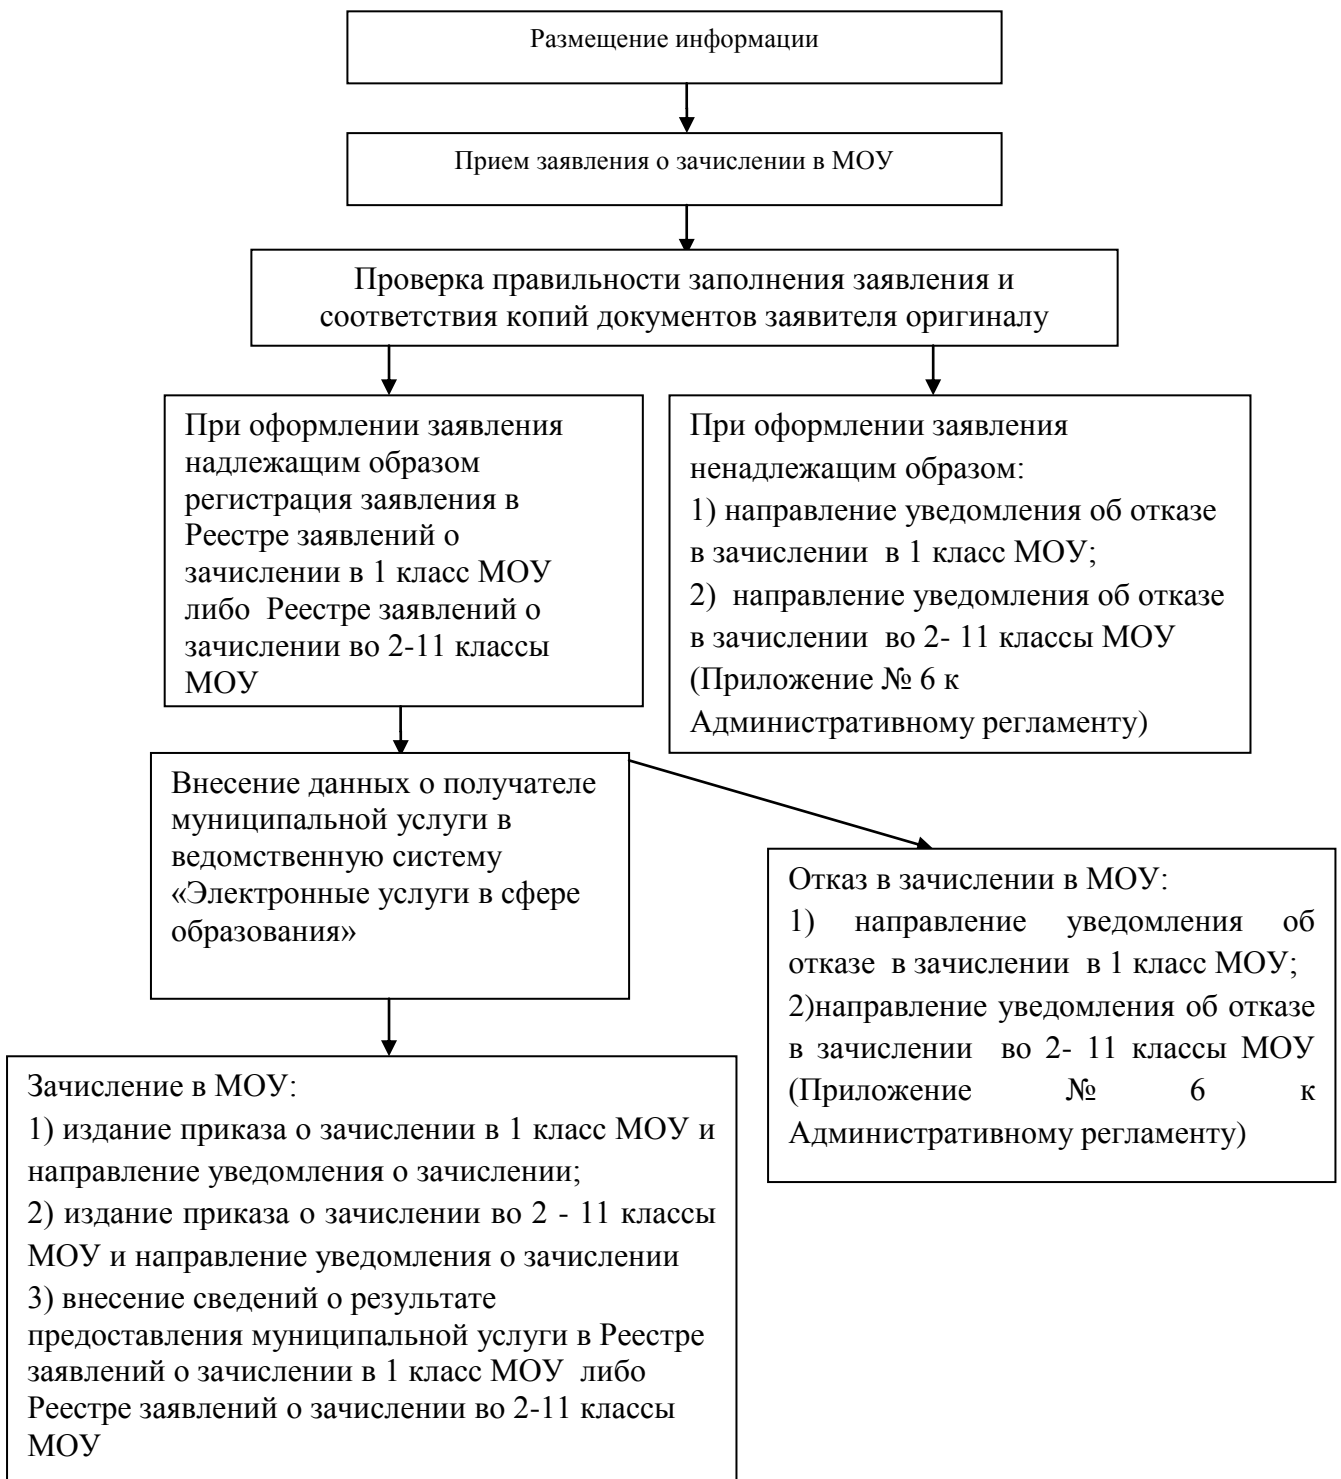 Размещение информации
Прием заявления о зачислении в МОУ
Проверка правильности заполнения заявления и
соответствия копий документов заявителя оригиналу
При оформлении заявления
надлежащим образом
регистрация заявления в
Реестре заявлений о
зачислении в 1 класс МОУ
либо Реестре заявлений о
зачислении во 2-11 классы
МОУ
При оформлении заявления
ненадлежащим образом:
1) направление уведомления об отказе
в зачислении в 1 класс МОУ;
2) направление уведомления об отказе
в зачислении во 2- 11 классы МОУ
(Приложение № 6 к
Административному регламенту)
Внесение данных о получателе
муниципальной услуги в
ведомственную систему
«Электронные услуги в сфере
образования»
Отказ в зачислении в МОУ:
1) направление уведомления об
отказе в зачислении в 1 класс МОУ;
2)направление уведомления об отказе
в зачислении во 2- 11 классы МОУ
(Приложение № 6 к
Административному регламенту)
Зачисление в МОУ:
1) издание приказа о зачислении в 1 класс МОУ и
направление уведомления о зачислении;
2) издание приказа о зачислении во 2 - 11 классы
МОУ и направление уведомления о зачислении
3) внесение сведений о результате
предоставления муниципальной услуги в Реестре
заявлений о зачислении в 1 класс МОУ либо
Реестре заявлений о зачислении во 2-11 классы
МОУ